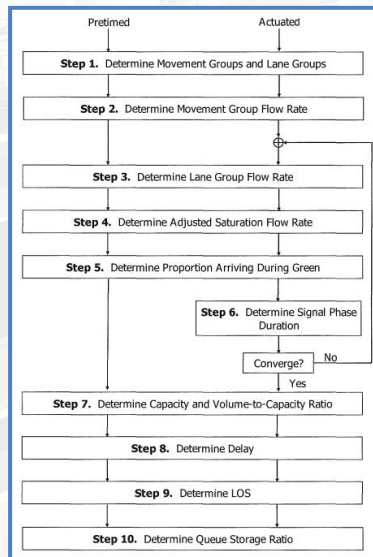 Pretimed Actuated
Step 1. Determine Movement Groups and Lane Groups
Step 2. Determine Movement Group Flow Rate
Step 3. Determine Lane Group Flow Rate
Step 4. Determine Adjusted Saturation Flow Rate
Step 5. Determine Proportion Arriving During Green
Step 6. Determine Signal Phase
Duration
Converge? No
Yes
Step 7. Determine Capacity and Volume-to-Capacity Ratio
Step 8. Determine Delay
Step 9. Determine LOS
Step 10. Determine Queue Storage Ratio